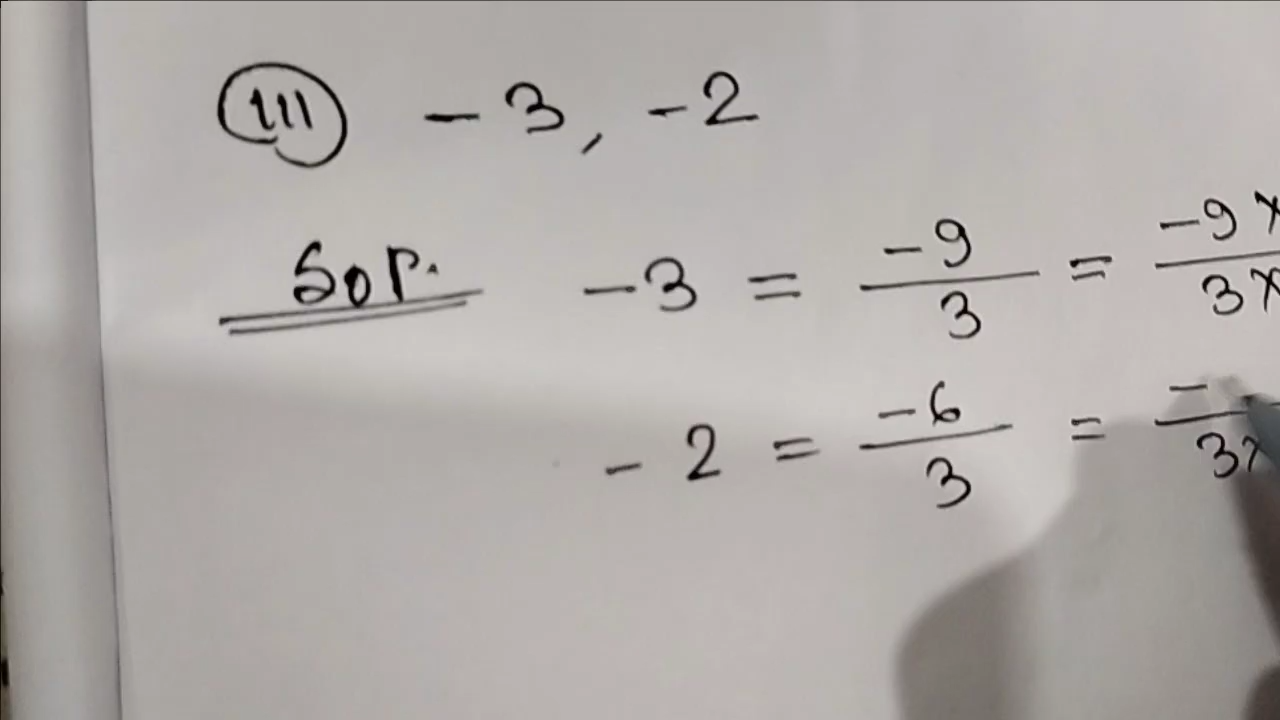 (iii) -3, -2
Sol. -3 = -9/3 = -9×/3×
-2 = -6/3 = -/3×